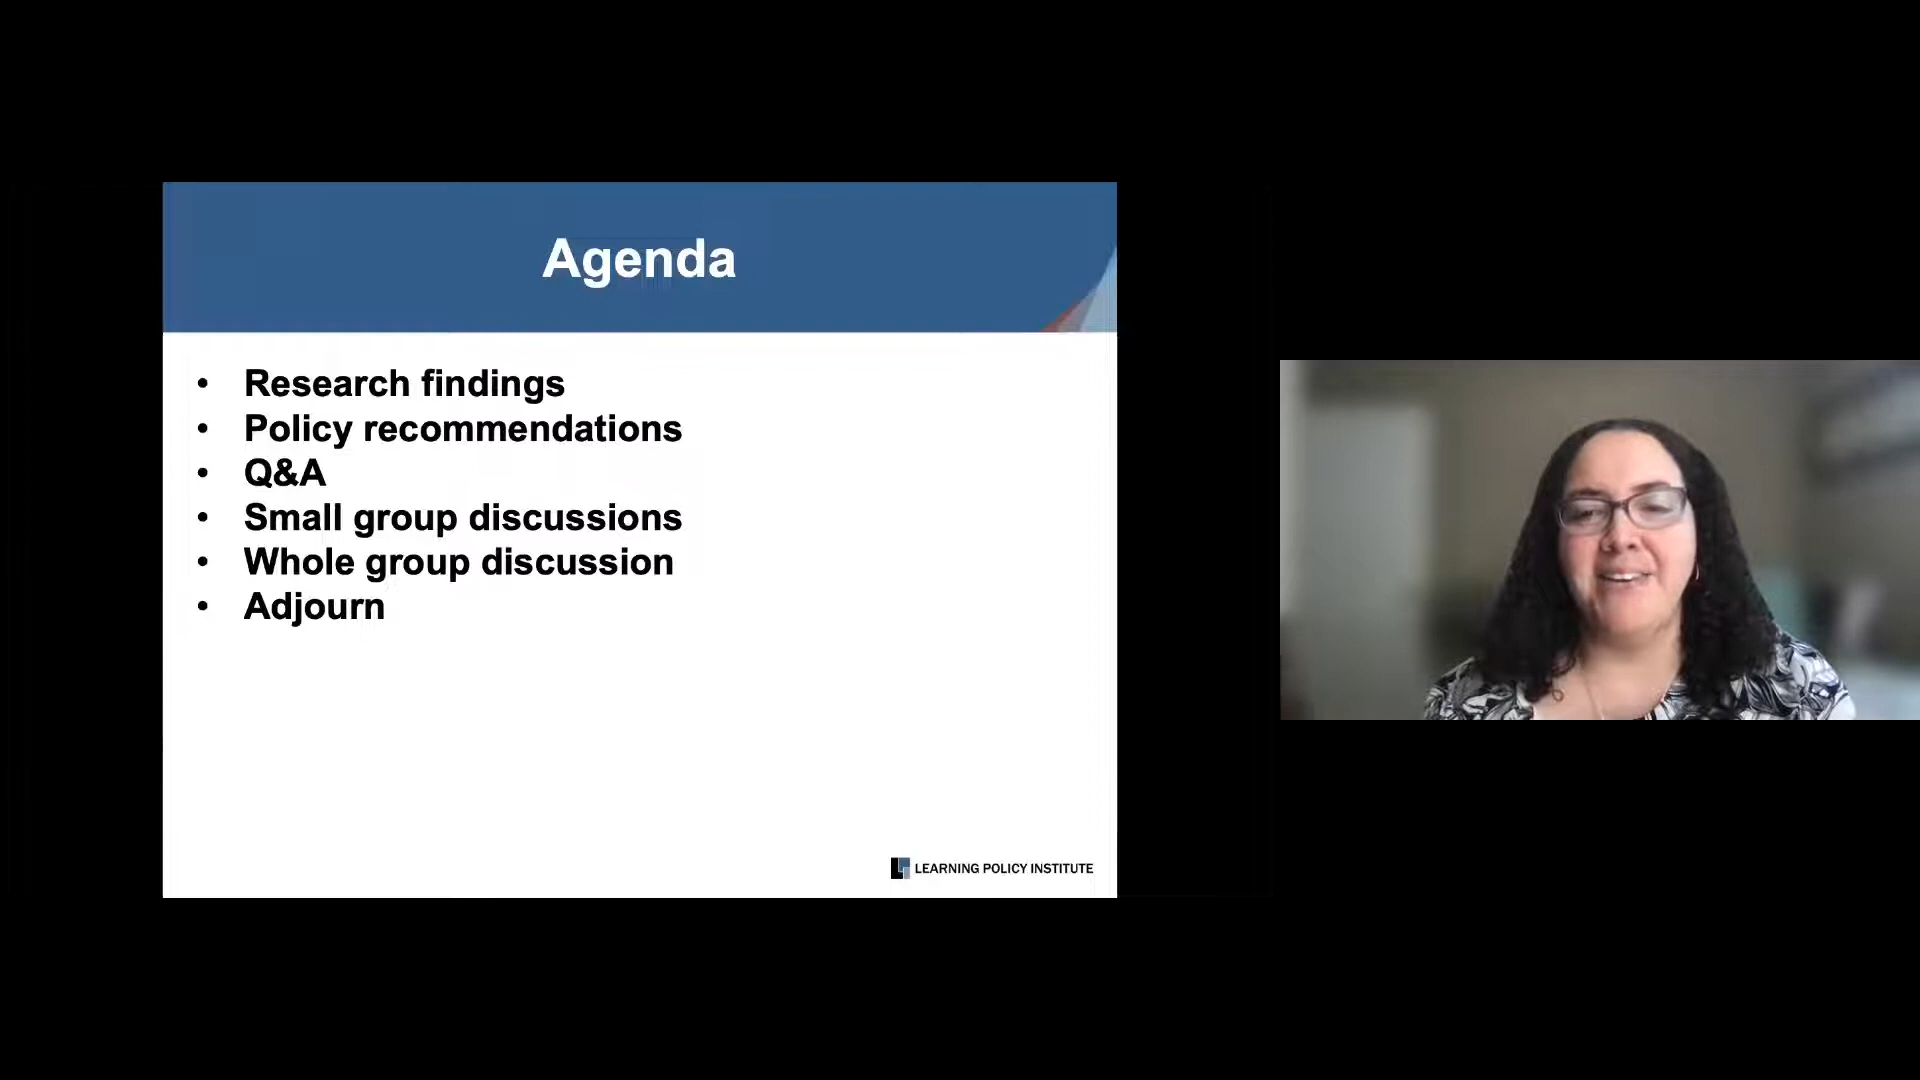 Agenda
• Research findings
• Policy recommendations
• Q&A
• Small group discussions
• Whole group discussion
• Adjourn
LEARNING POLICY INSTITUTE